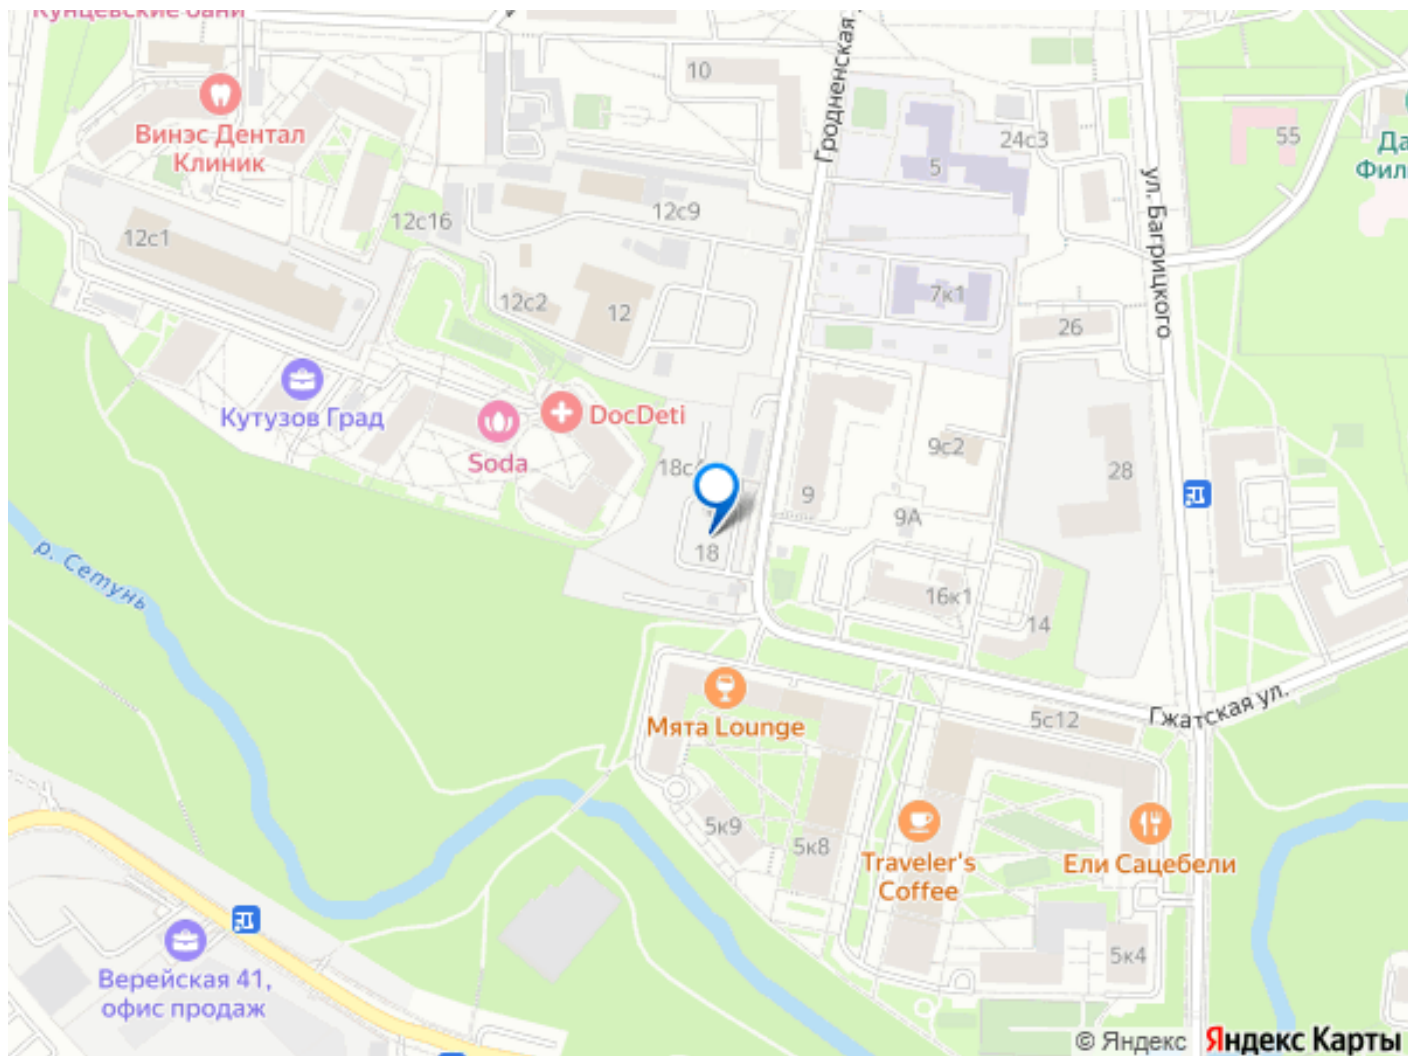 Кунцевские бани
Гродненская
10
Винэс Дентал
Клиник
24с3
55
5
ул. Багрицкого
12с16
12с9
12с1
7к1
12с2
12
26
Кутузов Град
DocDeti
Soda
9с2
18с
28
9
9А
18
р. Сетунь
16к1
14
Мята Lounge
5с12
Гжатская ул.
5к9
5к8
Traveler's
Coffee
Ели Сацебели
5к4
Верейская 41,
офис продаж
© Яндекс
Яндекс Карты